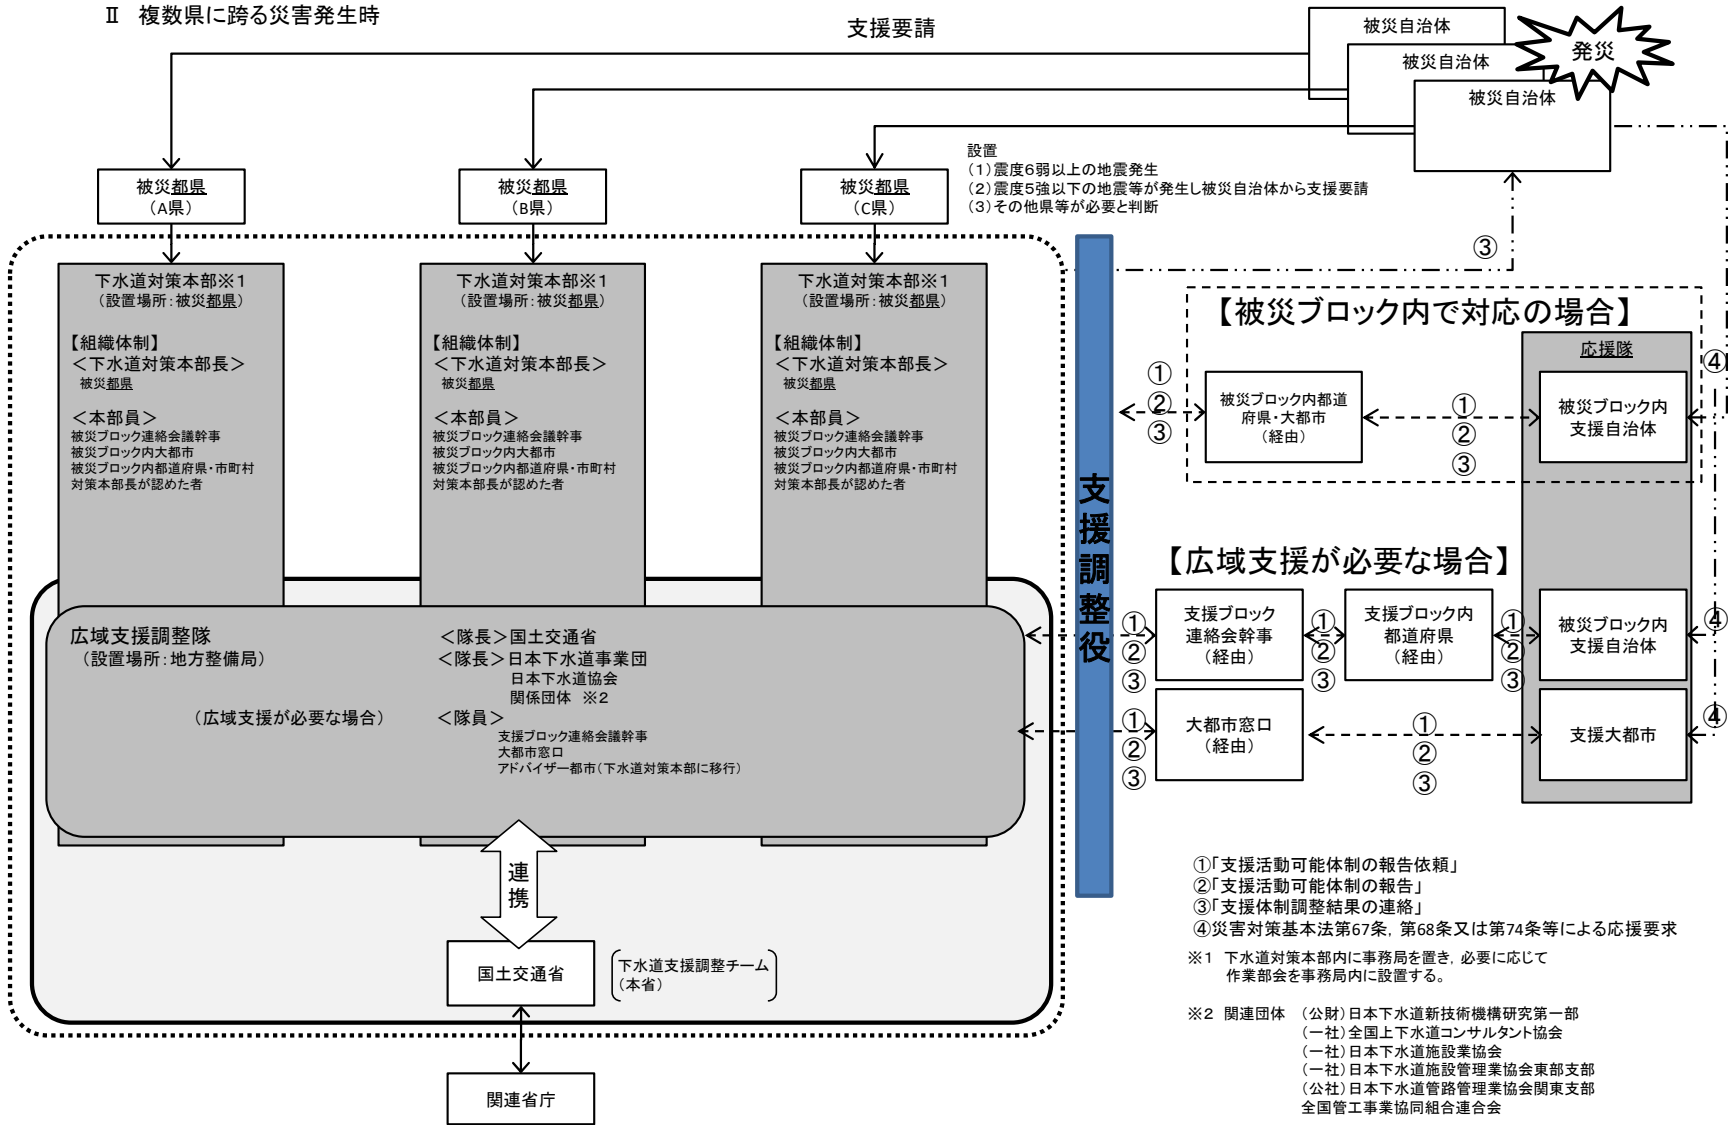 Ⅱ 複数県に跨る災害発生時
支援要請
被災自治体
被災自治体
被災自治体
発災
被災都県
（A県）
被災都県
（B県）
被災都県
（C県）
設置
（1）震度6弱以上の地震発生
（2）震度5強以下の地震等が発生し被災自治体から支援要請
（3）その他県等が必要と判断
下水道対策本部※1
（設置場所：被災都県）
【組織体制】
＜下水道対策本部長＞
被災都県
＜本部員＞
被災ブロック連絡会議幹事
被災ブロック内大都市
被災ブロック内都道府県・市町村
対策本部長が認めた者
下水道対策本部※1
（設置場所：被災都県）
【組織体制】
＜下水道対策本部長＞
被災都県
＜本部員＞
被災ブロック連絡会議幹事
被災ブロック内大都市
被災ブロック内都道府県・市町村
対策本部長が認めた者
下水道対策本部※1
（設置場所：被災都県）
【組織体制】
＜下水道対策本部長＞
被災都県
＜本部員＞
被災ブロック連絡会議幹事
被災ブロック内大都市
被災ブロック内都道府県・市町村
対策本部長が認めた者
広域支援調整隊
（設置場所：地方整備局）
（広域支援が必要な場合）
＜隊長＞国土交通省
＜隊長＞日本下水道事業団
日本下水道協会
関係団体 ※2
＜隊員＞
支援ブロック連絡会議幹事
大都市窓口
アドバイザー都市（下水道対策本部に移行）
連携
国土交通省
下水道支援調整チーム
（本省）
関連省庁
支援調整役
③
【被災ブロック内で対応の場合】
①
②
③
被災ブロック内都道
府県・大都市
（経由）
①
②
③
応援隊
被災ブロック内
支援自治体
④
【広域支援が必要な場合】
①
②
③
支援ブロック
連絡会幹事
（経由）
①
②
③
支援ブロック内
都道府県
（経由）
①
②
③
被災ブロック内
支援自治体
④
①
②
③
大都市窓口
（経由）
①
②
③
支援大都市
④
①「支援活動可能体制の報告依頼」
②「支援活動可能体制の報告」
③「支援体制調整結果の連絡」
④災害対策基本法第67条，第68条又は第74条等による応援要求
※1 下水道対策本部内に事務局を置き，必要に応じて
作業部会を事務局内に設置する。
※2 関連団体 （公財）日本下水道新技術機構研究第一部
（一社）全国上下水道コンサルタント協会
（一社）日本下水道施設業協会
（一社）日本下水道施設管理業協会東部支部
（公社）日本下水道管路管理業協会関東支部
全国管工事業協同組合連合会